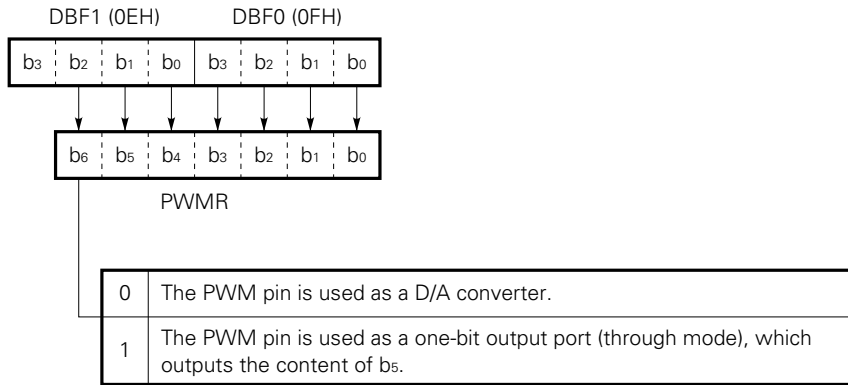 DBF1 (0EH) DBF0 (0FH)
b3 b2 b1 b0 b3 b2 b1 b0
b6 b5 b4 b3 b2 b1 b0
PWMR
0 The PWM pin is used as a D/A converter.
1 The PWM pin is used as a one-bit output port (through mode), which
outputs the content of b5.